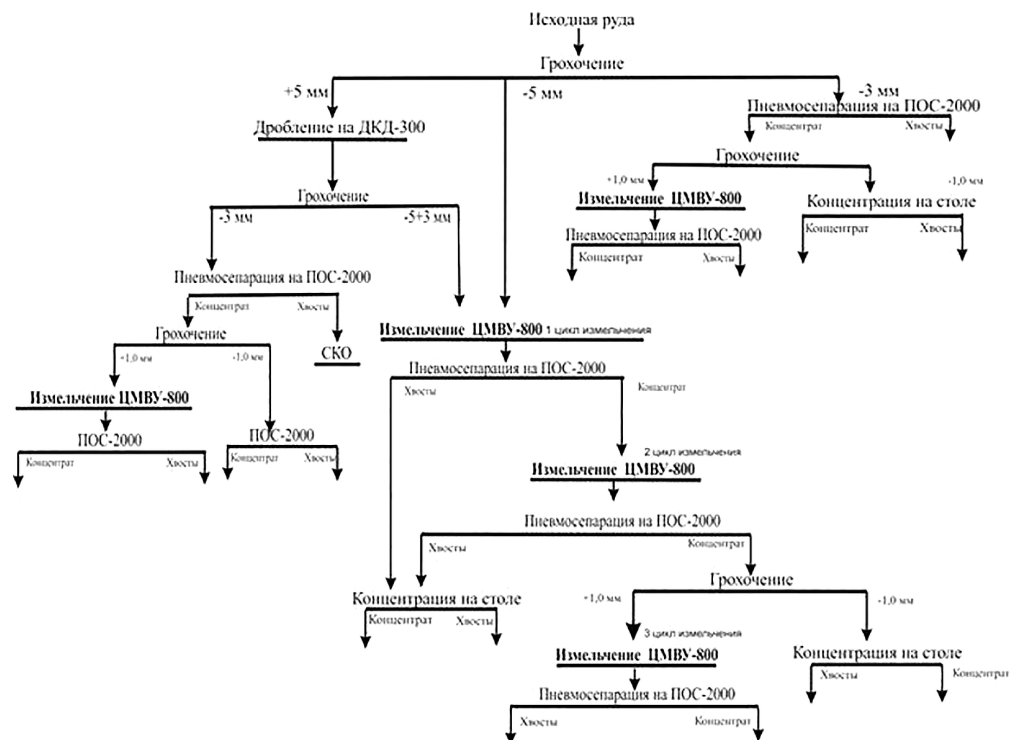 Исходная руда
Грохочение
+5 мм
-5 мм
-3 мм
Дробление на ДКД-300
Пневмосепарация на ПОС-2000
Концентрат
Хвосты
Грохочение
+1,0 мм
-1,0 мм
Измельчение ЦМВУ-800
Концентрация на столе
Концентрат
Хвосты
Пневмосепарация на ПОС-2000
Концентрат
Хвосты
Грохочение
-3 мм
-5+3 мм
Пневмосепарация на ПОС-2000
Концентрат
Хвосты
Грохочение
СКО
+1,0 мм
-1,0 мм
Измельчение ЦМВУ-800
ПОС-2000
Концентрат
Хвосты
ПОС-2000
Концентрат
Хвосты
Измельчение ЦМВУ-800 1 цикл измельчения
Пневмосепарация на ПОС-2000
Хвосты
Концентрат
2 цикл измельчения
Измельчение ЦМВУ-800
Пневмосепарация на ПОС-2000
Хвосты
Концентрат
Концентрация на столе
Концентрат
Хвосты
Грохочение
+1,0 мм
-1,0 мм
3 цикл измельчения
Измельчение ЦМВУ-800
Пневмосепарация на ПОС-2000
Хвосты
Концентрат
Концентрация на столе
Хвосты
Концентрат